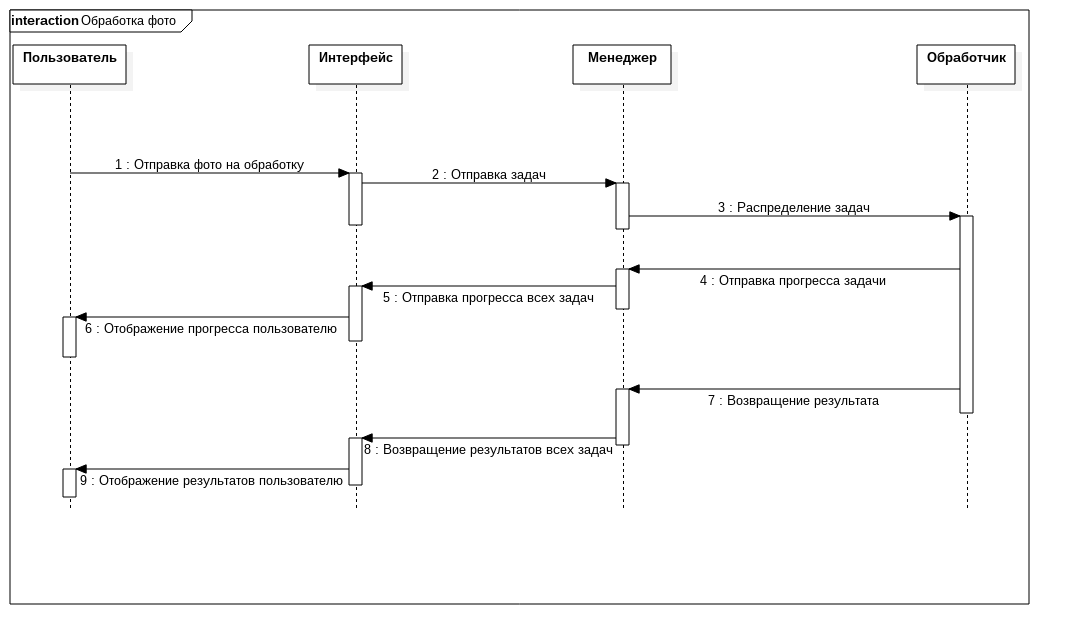 interaction Обработка фото
Пользователь
Интерфейс
Менеджер
Обработчик
1 : Отправка фото на обработку
2 : Отправка задач
3 : Распределение задач
4 : Отправка прогресса задачи
5 : Отправка прогресса всех задач
6 : Отображение прогресса пользователю
7 : Возвращение результата
8 : Возвращение результатов всех задач
9 : Отображение результатов пользователю